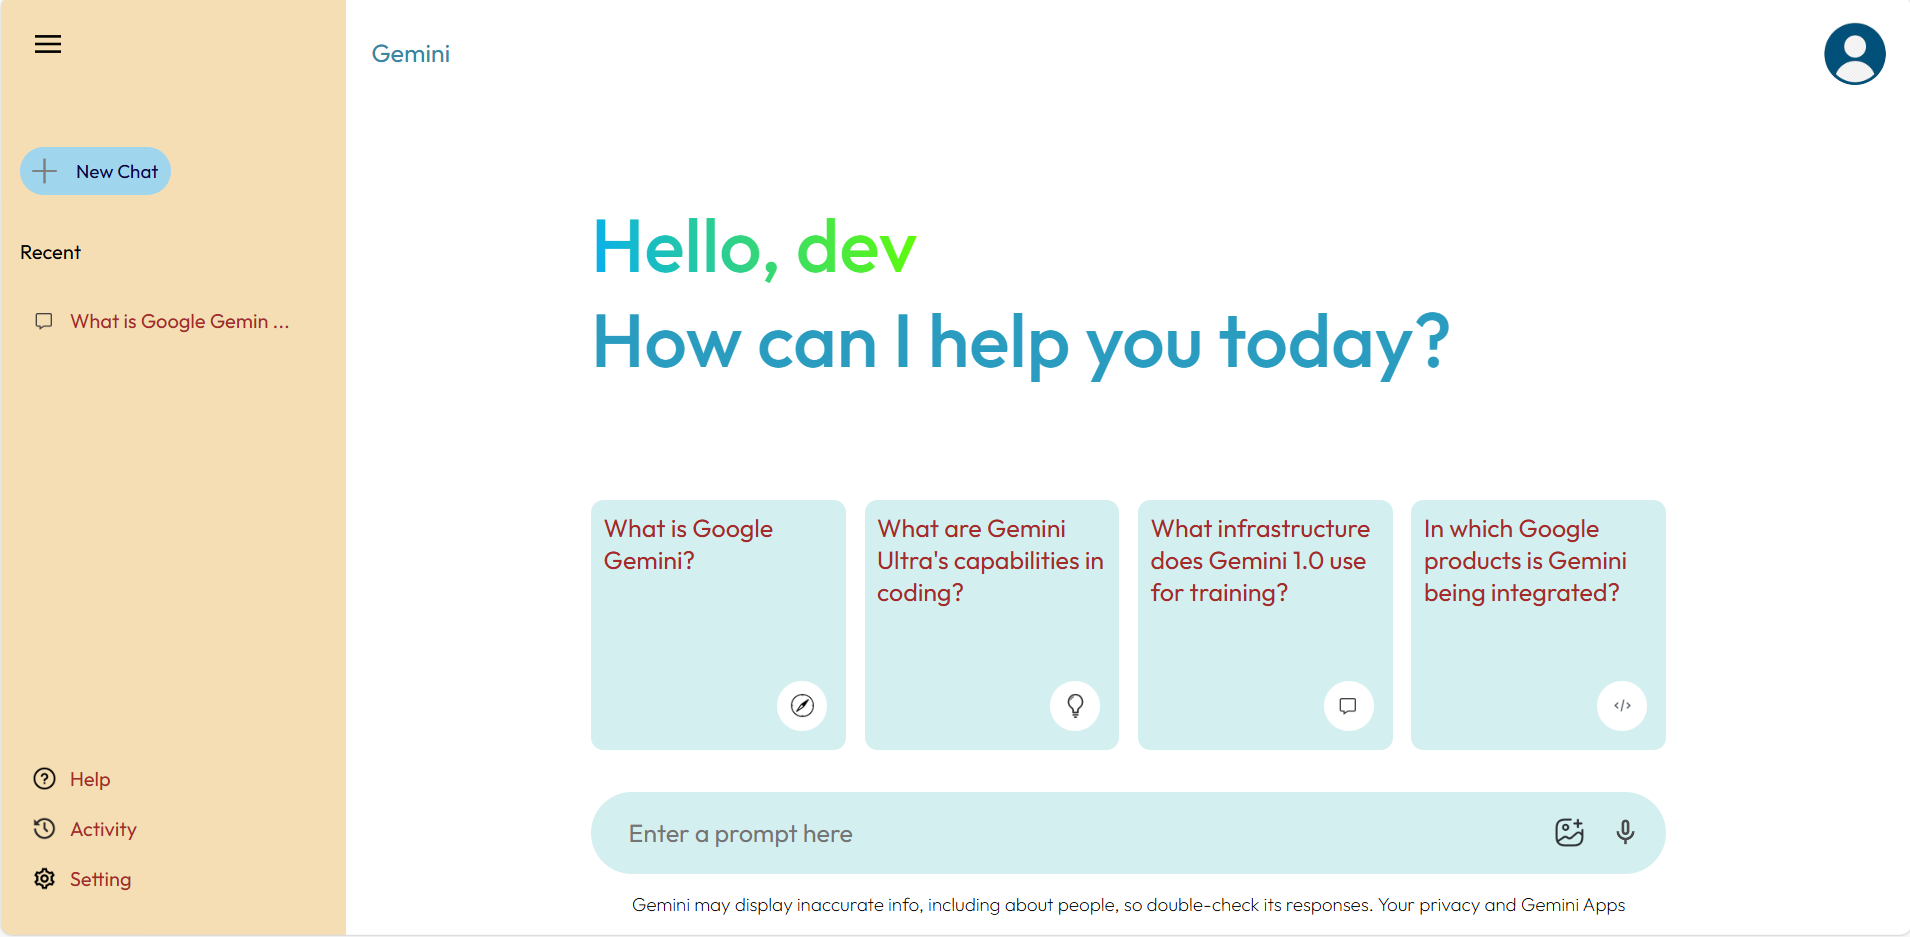 Gemini
New Chat
Recent
What is Google Gemin ...
Help
Activity
Setting
Hello, dev
How can I help you today?
What is Google
Gemini?
What are Gemini
Ultra's capabilities in
coding?
What infrastructure
does Gemini 1.0 use
for training?
In which Google
products is Gemini
being integrated?
</>
Enter a prompt here
Gemini may display inaccurate info, including about people, so double-check its responses. Your privacy and Gemini Apps